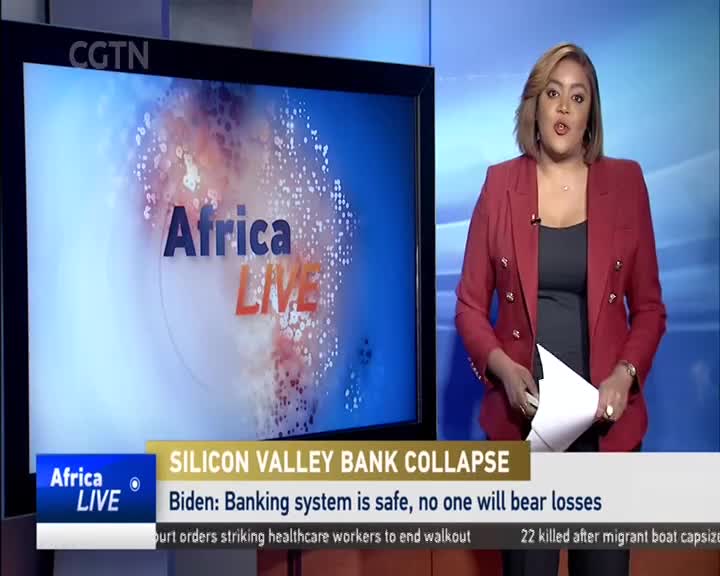 CGTN
Africa
LIVE
SILICON VALLEY BANK COLLAPSE
Africa
LIVE
Biden: Banking system is safe, no one will bear losses
ourt orders striking healthcare workers to end walkout 22 killed after migrant boat capsize